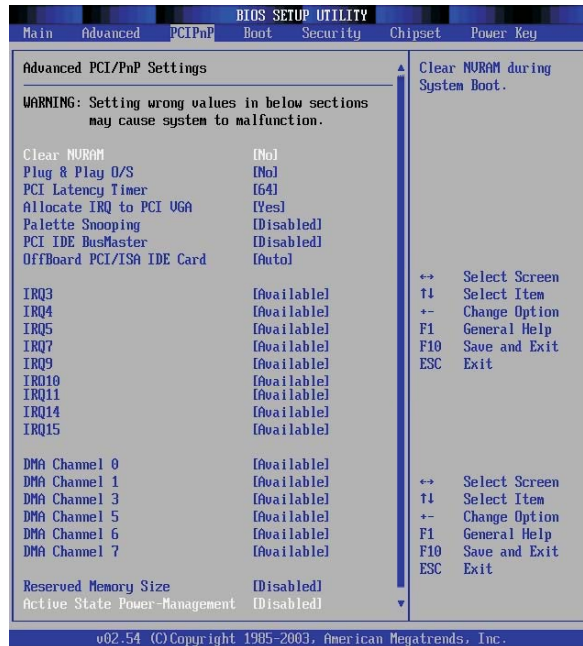 BIOS SETUP UTILITY
Main Advanced PCIPnP Boot Security Chipset Power Key
Advanced PCI/PnP Settings
WARNING: Setting wrong values in below sections
may cause system to malfunction.
Clear NVRAM [No]
Plug & Play O/S [No]
PCI Latency Timer [64]
Allocate IRQ to PCI VGA [Yes]
Palette Snooping [Disabled]
PCI IDE BusMaster [Disabled]
OffBoard PCI/ISA IDE Card [Auto]
IRQ3 [Available]
IRQ4 [Available]
IRQ5 [Available]
IRQ7 [Available]
IRQ9 [Available]
IRQ10 [Available]
IRQ11 [Available]
IRQ14 [Available]
IRQ15 [Available]
DMA Channel 0 [Available]
DMA Channel 1 [Available]
DMA Channel 3 [Available]
DMA Channel 5 [Available]
DMA Channel 6 [Available]
DMA Channel 7 [Available]
Reserved Memory Size [Disabled]
Active State Power-Management [Disabled]
Clear NVRAM during
System Boot.
↔ Select Screen
↑↓ Select Item
+- Change Option
F1 General Help
F10 Save and Exit
ESC Exit
↔ Select Screen
↑↓ Select Item
+- Change Option
F1 General Help
F10 Save and Exit
ESC Exit
v02.54 (C)Copyright 1985-2003, American Megatrends, Inc.